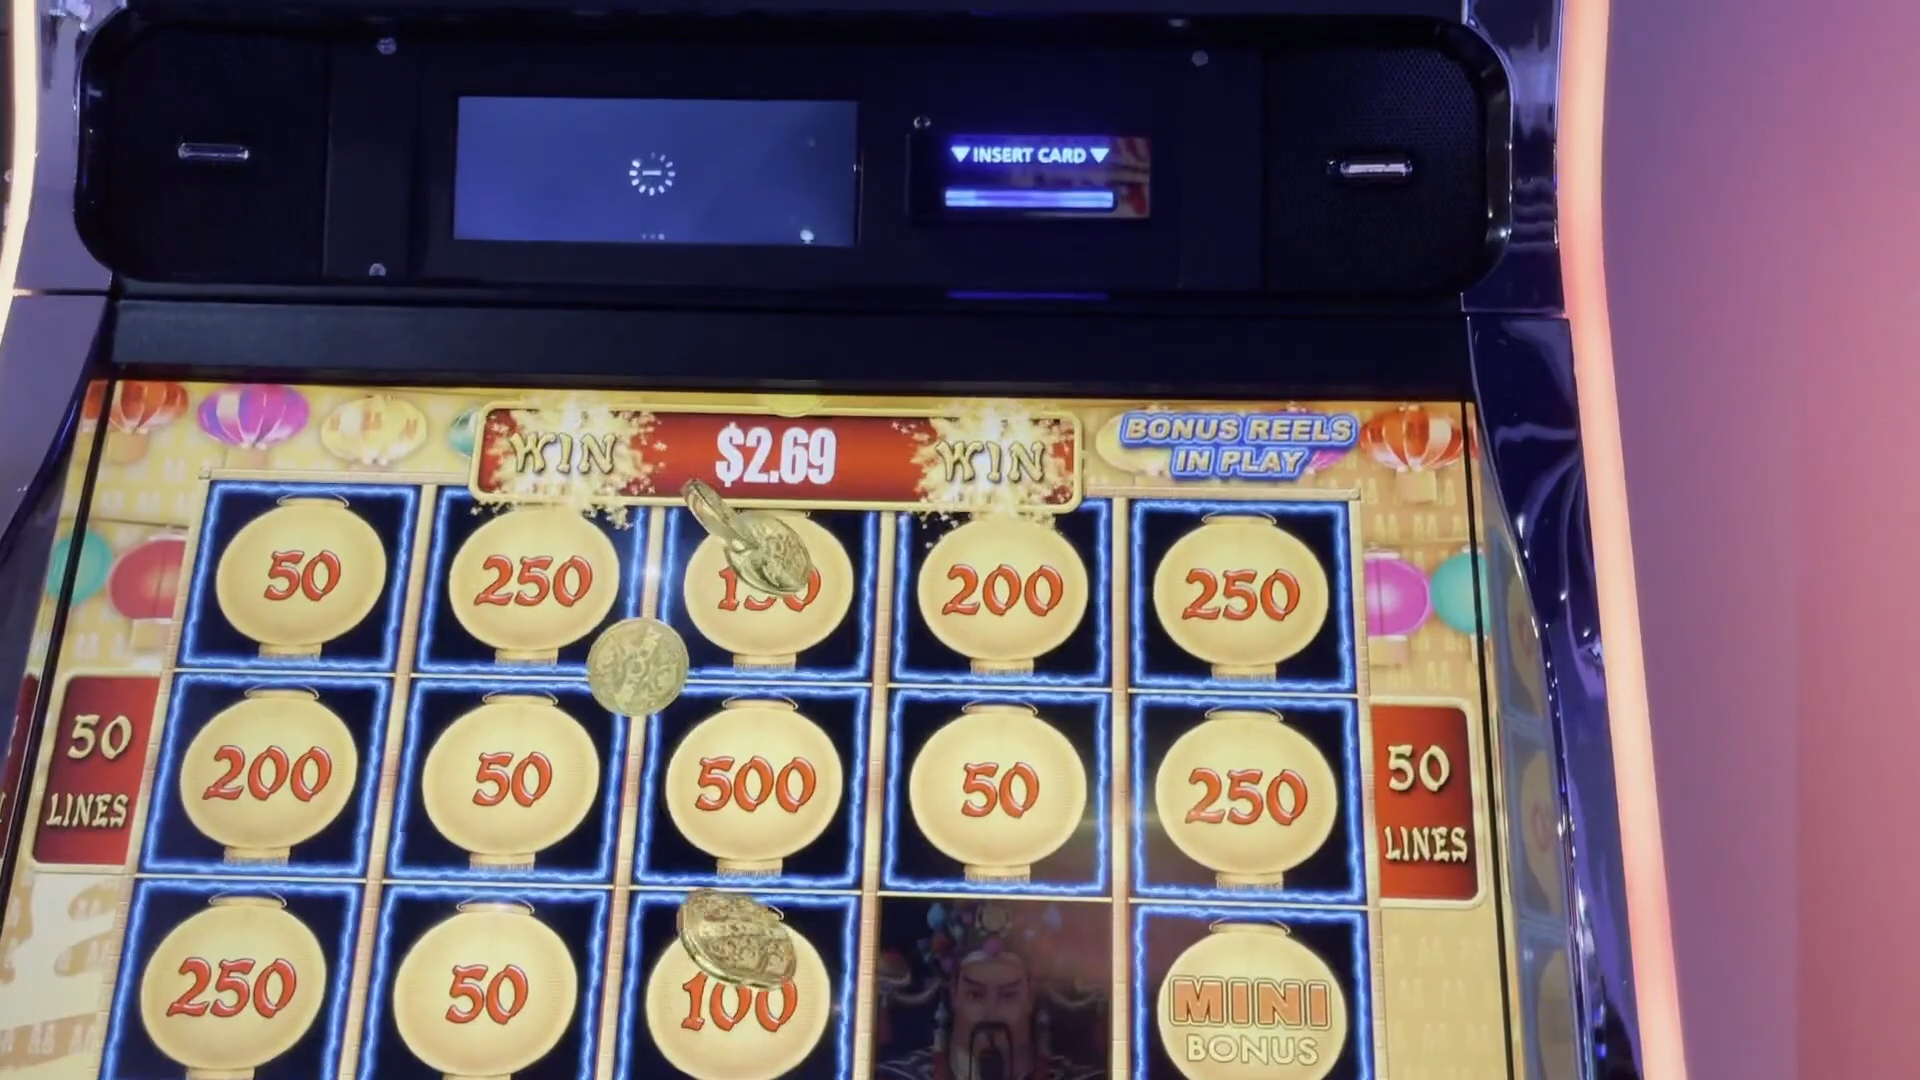 INSERT CARD
WIN $2.69 WIN
BONUS REELS
IN PLAY
50 250 150 200 250
200 50 500 50 250
50
LINES
50
LINES
250 50 100
MINI
BONUS